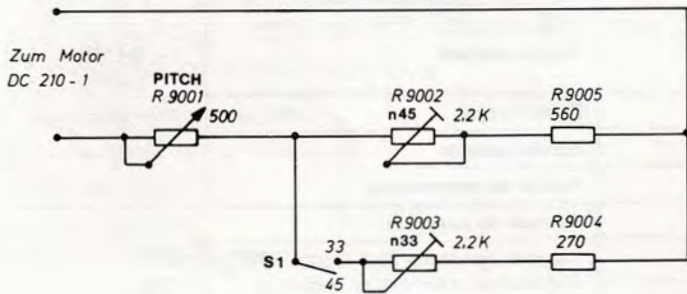 Zum Motor
DC 210 - 1
PITCH
R 9001
500
R 9002
n45
2,2 K
R 9005
560
S1
33
45
R 9003
n33
2,2 K
R 9004
270